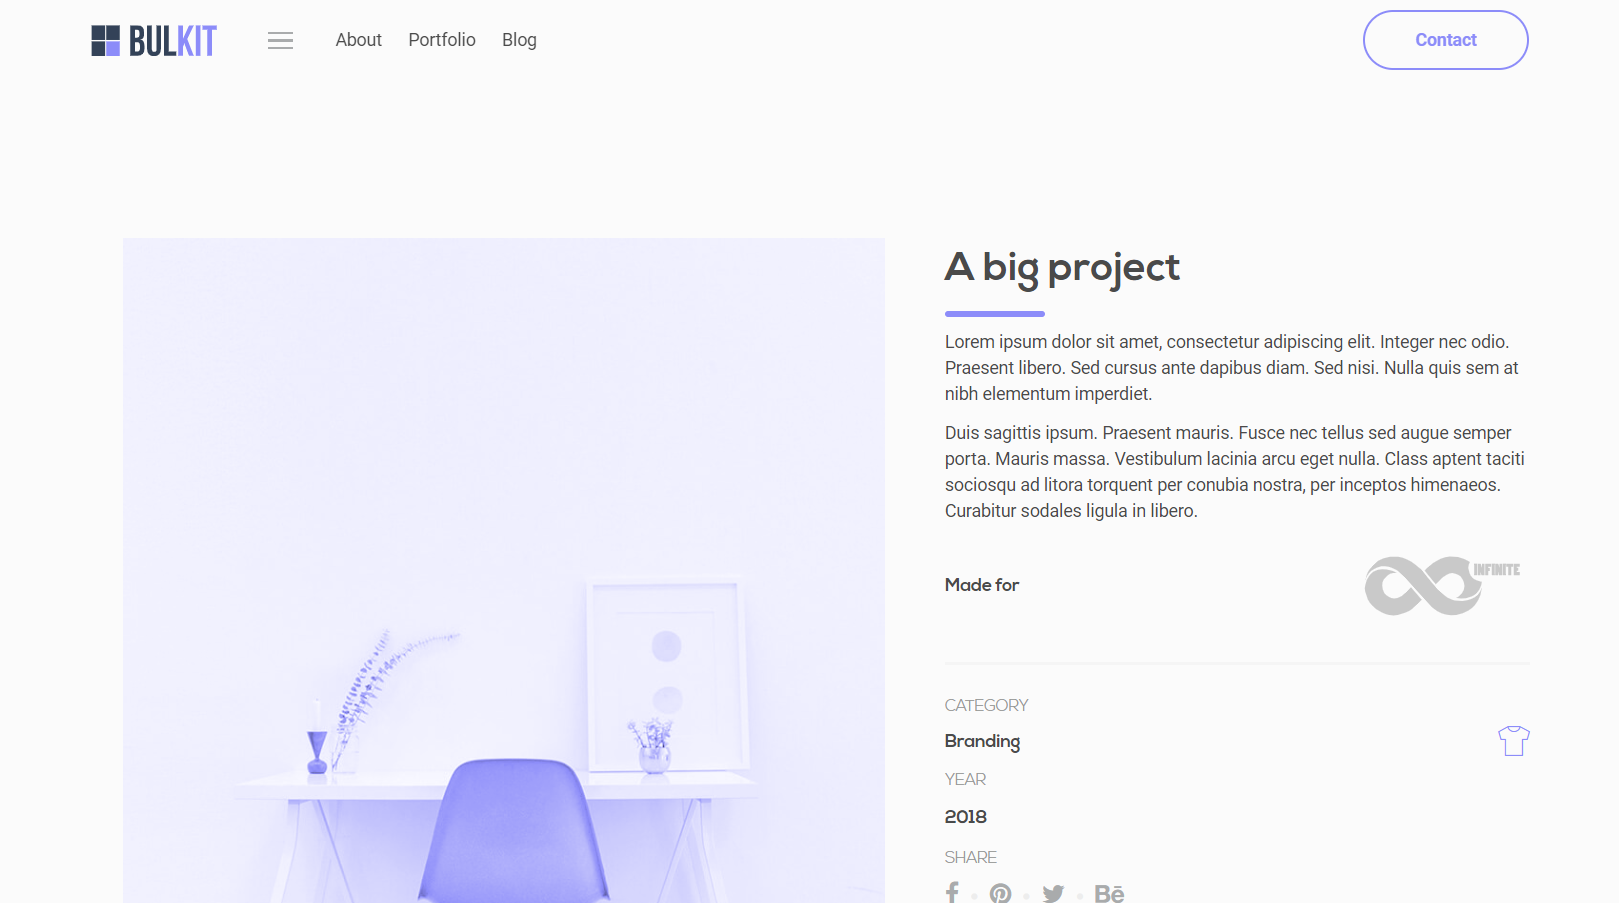 BULKIT
About Portfolio Blog
Contact
A big project
Lorem ipsum dolor sit amet, consectetur adipiscing elit. Integer nec odio.
Praesent libero. Sed cursus ante dapibus diam. Sed nisi. Nulla quis sem at
nibh elementum imperdiet.
Duis sagittis ipsum. Praesent mauris. Fusce nec tellus sed augue semper
porta. Mauris massa. Vestibulum lacinia arcu eget nulla. Class aptent taciti
sociosqu ad litora torquent per conubia nostra, per inceptos himenaeos.
Curabitur sodales ligula in libero.
Made for
INFINITE
CATEGORY
Branding
YEAR
2018
SHARE
Bē